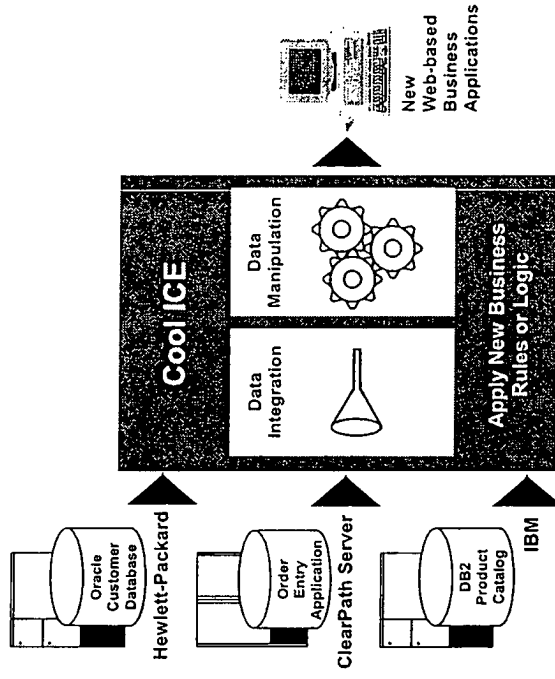 Oracle
Customer
Database
Hewlett-Packard
Order
Entry
Application
ClearPath Server
DB2
Product
Catalog
IBM
Cool ICE
Data
Integration
Data
Manipulation
Apply New Business
Rules or Logic
New
Web-based
Business
Applications